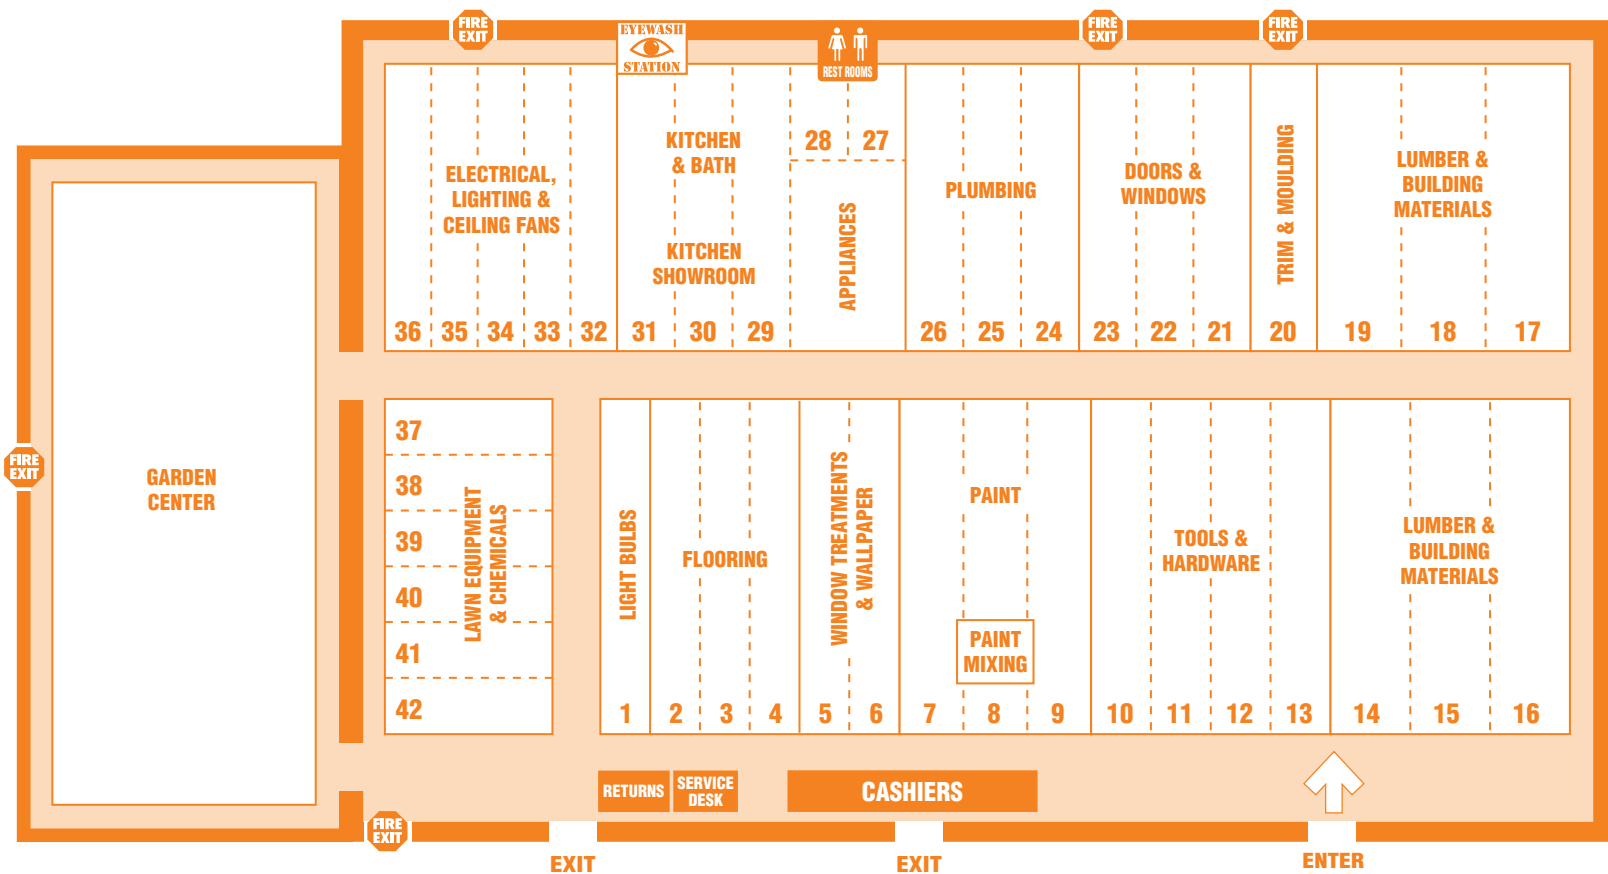 FIRE
EXIT
EYEWASH
STATION
REST ROOMS
FIRE
EXIT
FIRE
EXIT
ELECTRICAL,
LIGHTING &
CEILING FANS
36 35 34 33 32
KITCHEN
& BATH
KITCHEN
SHOWROOM
31 30 29
28 27
APPLIANCES
PLUMBING
26 25 24
DOORS &
WINDOWS
23 22 21
TRIM & MOULDING
20
LUMBER &
BUILDING
MATERIALS
19 18 17
FIRE
EXIT
GARDEN
CENTER
37
38
39
40
41
42
LAWN EQUIPMENT
& CHEMICALS
LIGHT BULBS
1
FLOORING
2 3 4
WINDOW TREATMENTS
& WALLPAPER
5 6
PAINT
PAINT
MIXING
7 8 9
TOOLS &
HARDWARE
10 11 12 13
LUMBER &
BUILDING
MATERIALS
14 15 16
RETURNS
SERVICE
DESK
CASHIERS
FIRE
EXIT
EXIT
EXIT
ENTER